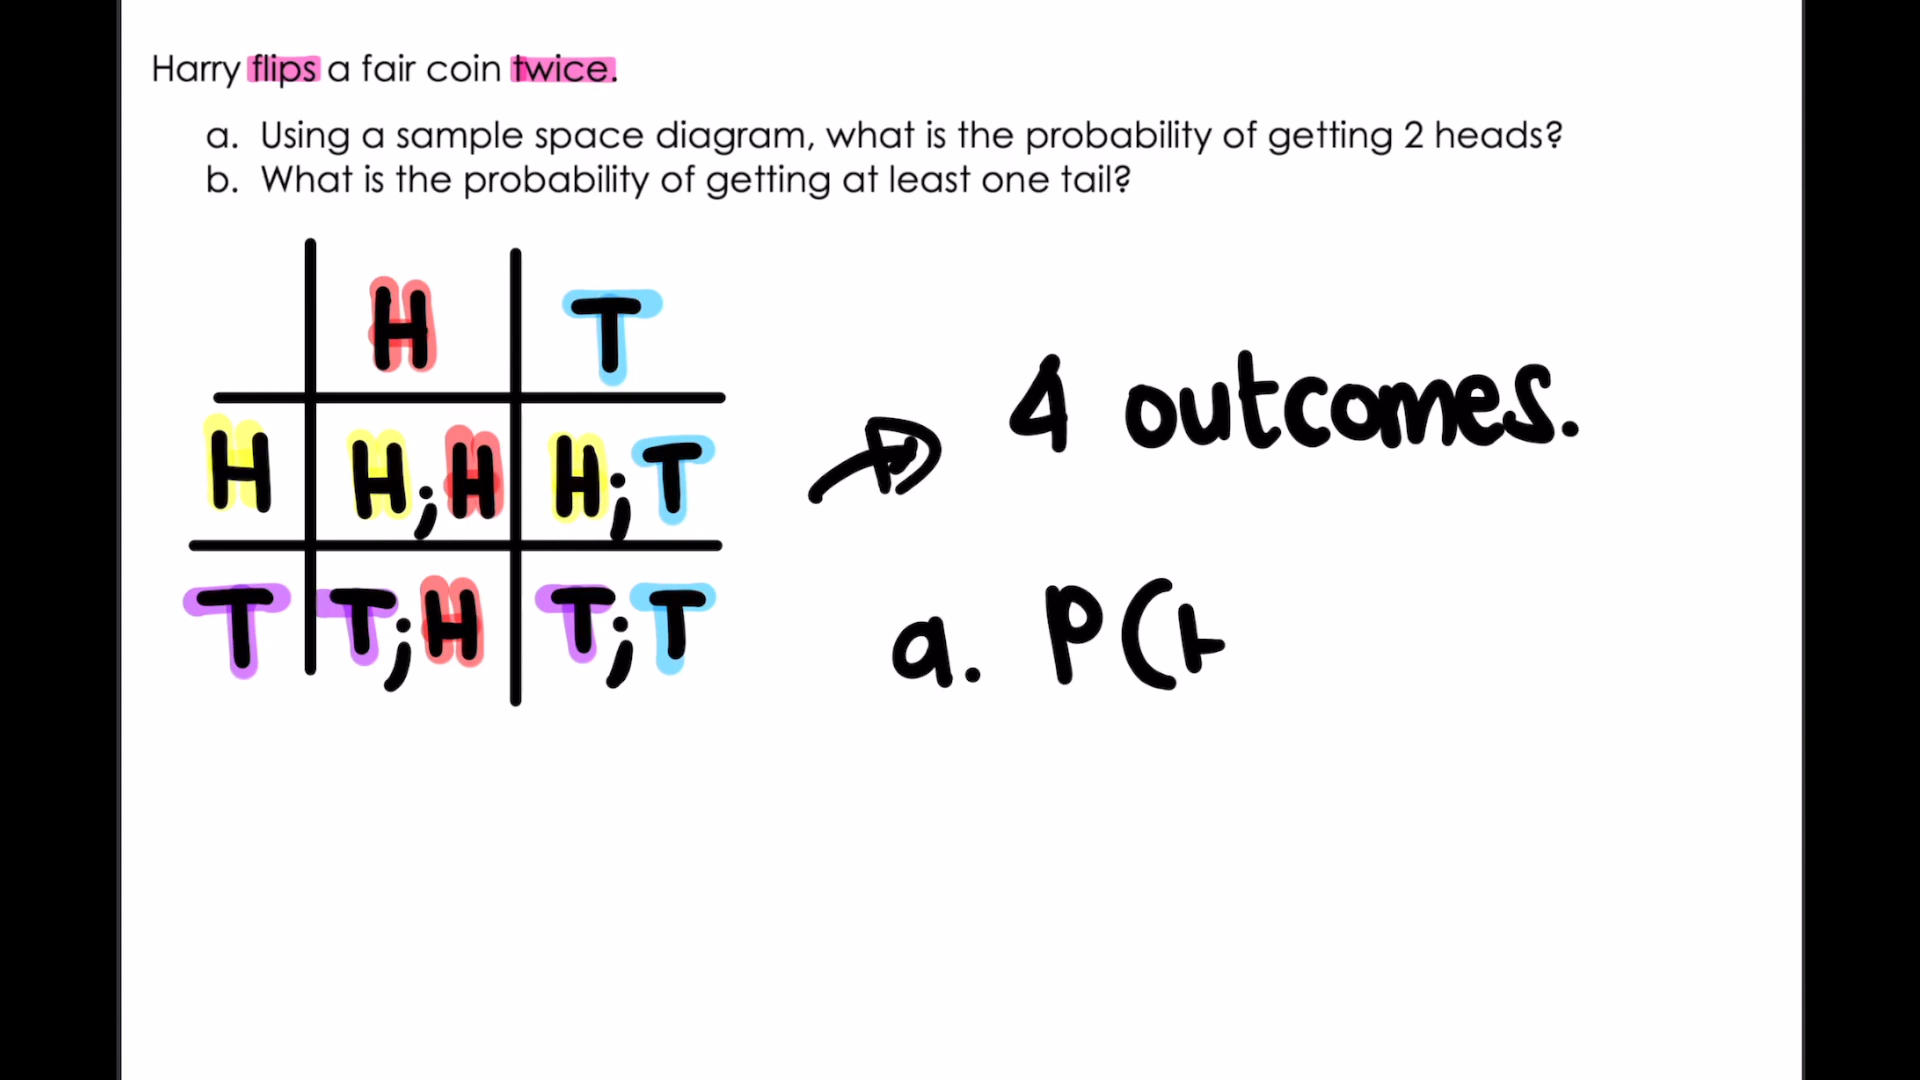 Harry flips a fair coin twice.
a. Using a sample space diagram, what is the probability of getting 2 heads?
b. What is the probability of getting at least one tail?
H T
H H;H H;T
T T;H T;T
4 outcomes.
a. P(